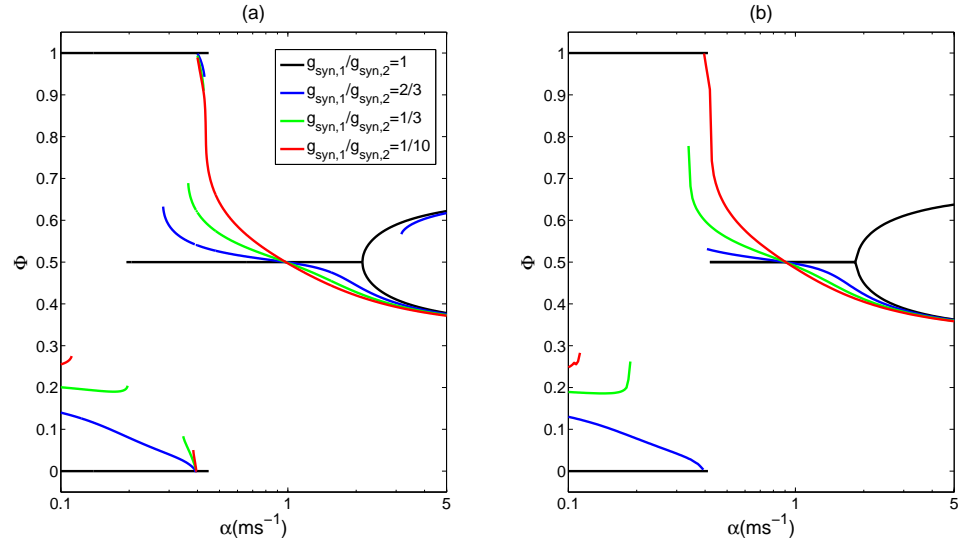 (a)
1
0.9
0.8
0.7
0.6
0.5
0.4
0.3
0.2
0.1
0
Φ
0.1
1
5
α(ms⁻¹)
g_syn,1/g_syn,2=1
g_syn,1/g_syn,2=2/3
g_syn,1/g_syn,2=1/3
g_syn,1/g_syn,2=1/10
(b)
1
0.9
0.8
0.7
0.6
0.5
0.4
0.3
0.2
0.1
0
Φ
0.1
1
5
α(ms⁻¹)